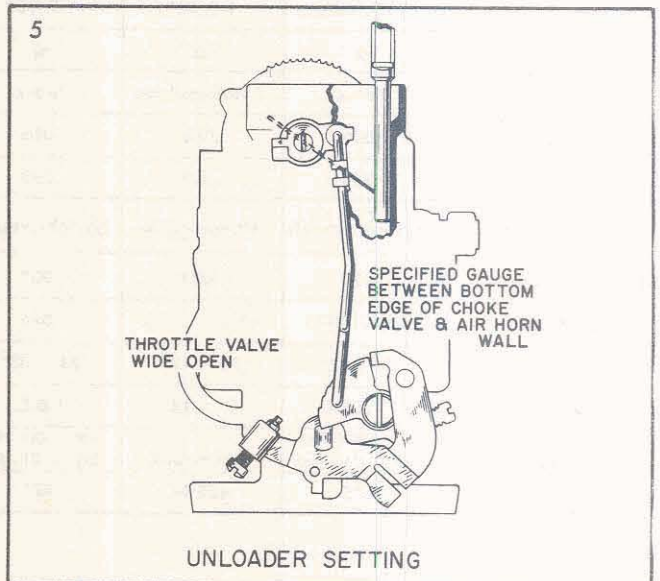 5
SPECIFIED GAUGE
BETWEEN BOTTOM
EDGE OF CHOKE
VALVE & AIR HORN
WALL
THROTTLE VALVE
WIDE OPEN
UNLOADER SETTING